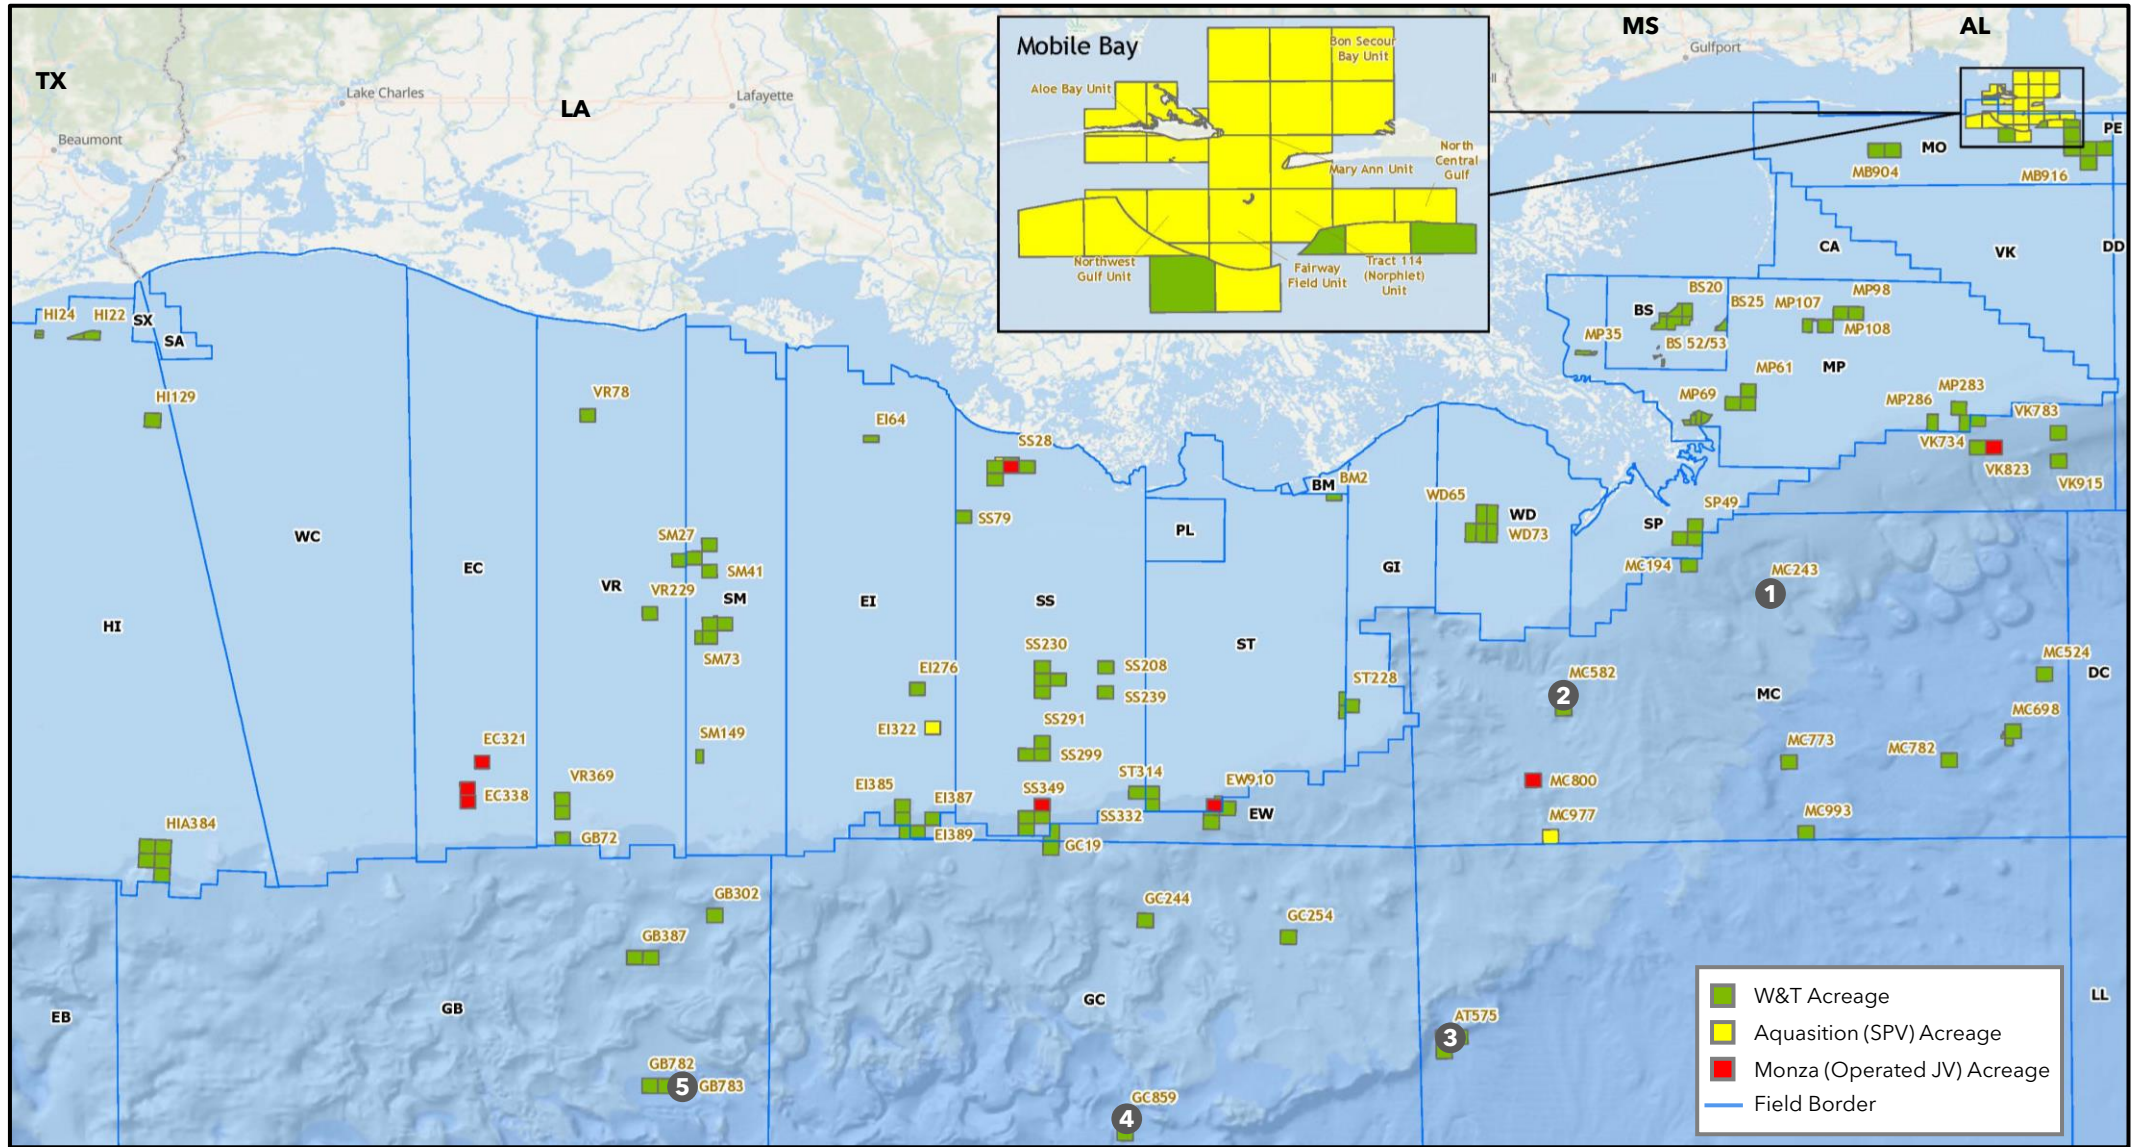 TX
LA
MS
AL
Beaumont
Lake Charles
Lafayette
Gulfport
ll
Mobile Bay
Bon Secour
Bay Unit
Aloe Bay Unit
Mary Ann Unit
North
Central
Gulf
Northwest
Gulf Unit
Fairway
Field Unit
Tract 114
(Norphlet)
Unit
MO
PE
MB904
MB916
CA
VK
DD
HI24
HI22
SX
SA
HI129
WC
HI
HIA384
EB
EC
EC321
EC338
VR78
VR
VR229
VR369
GB72
SM27
SM41
SM
SM73
SM149
EI64
EI
EI276
EI322
EI385
EI387
EI389
SS28
SS79
SS
SS230
SS208
SS239
SS291
SS299
SS349
SS332
GC19
PL
ST
ST228
ST314
EW910
EW
BM
BM2
GI
WD65
WD
WD73
BS
BS20
BS25
BS 52/53
MP35
MP107
MP98
MP108
MP
MP61
MP69
MP283
MP286
VK783
VK734
VK823
VK915
SP49
SP
MC194
MC243
1
MC582
2
MC
MC524
DC
MC698
MC773
MC782
MC800
MC977
MC993
GB302
GB387
GB
GB782
5
GB783
GC244
GC254
GC
GC859
4
AT575
3
LL
W&T Acreage
Aquasition (SPV) Acreage
Monza (Operated JV) Acreage
Field Border